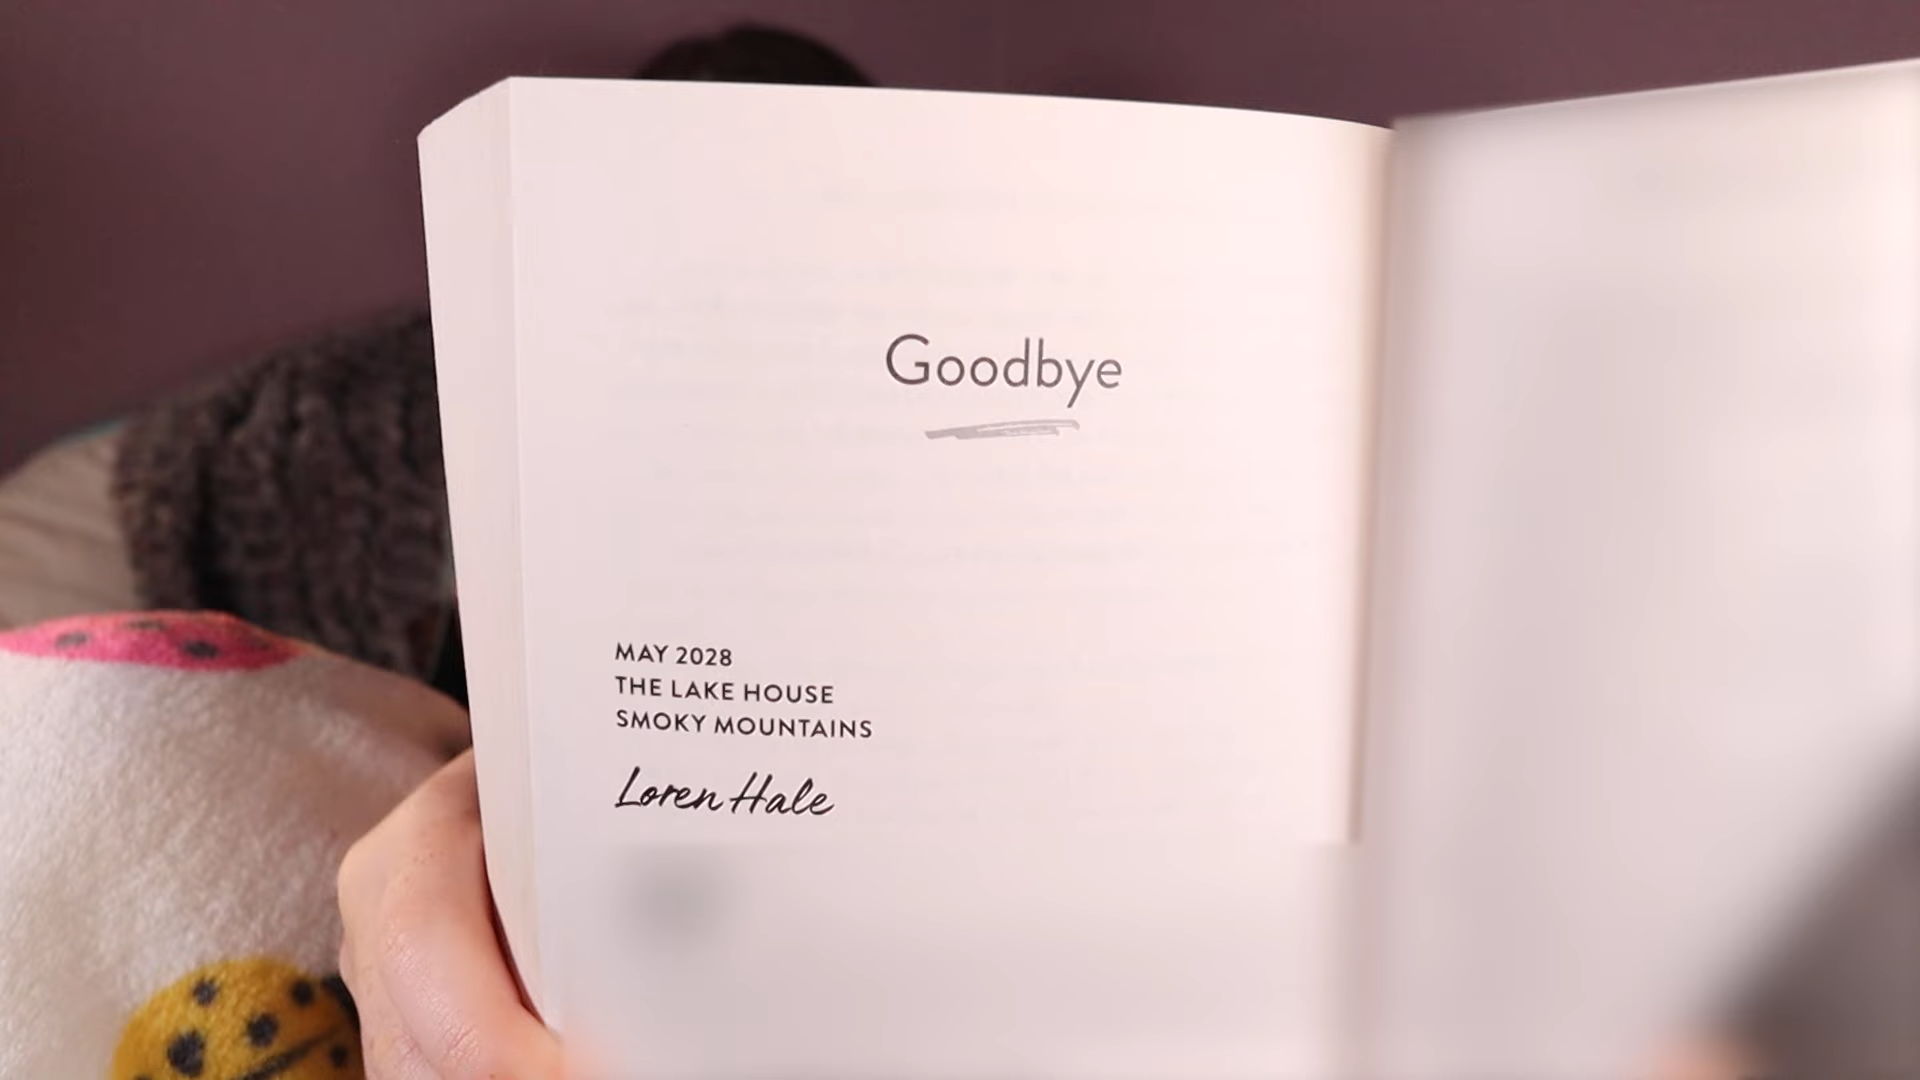 Goodbye
MAY 2028
THE LAKE HOUSE
SMOKY MOUNTAINS
Loren Hale